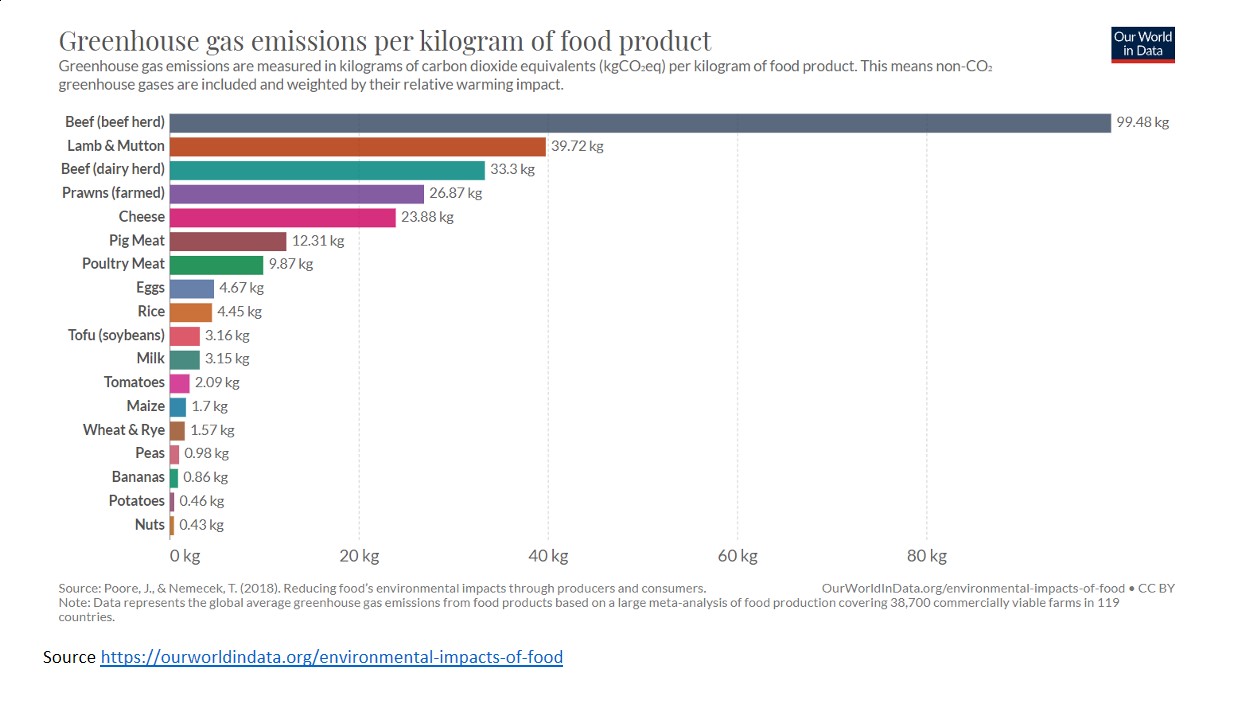 Greenhouse gas emissions per kilogram of food product
Our World
in Data
Greenhouse gas emissions are measured in kilograms of carbon dioxide equivalents (kgCO₂eq) per kilogram of food product. This means non-CO₂
greenhouse gases are included and weighted by their relative warming impact.
Beef (beef herd) 99.48 kg
Lamb & Mutton 39.72 kg
Beef (dairy herd) 33.3 kg
Prawns (farmed) 26.87 kg
Cheese 23.88 kg
Pig Meat 12.31 kg
Poultry Meat 9.87 kg
Eggs 4.67 kg
Rice 4.45 kg
Tofu (soybeans) 3.16 kg
Milk 3.15 kg
Tomatoes 2.09 kg
Maize 1.7 kg
Wheat & Rye 1.57 kg
Peas 0.98 kg
Bananas 0.86 kg
Potatoes 0.46 kg
Nuts 0.43 kg
0 kg 20 kg 40 kg 60 kg 80 kg
Source: Poore, J., & Nemecek, T. (2018). Reducing food's environmental impacts through producers and consumers. OurWorldInData.org/environmental-impacts-of-food • CC BY
Note: Data represents the global average greenhouse gas emissions from food products based on a large meta-analysis of food production covering 38,700 commercially viable farms in 119
countries.
Source https://ourworldindata.org/environmental-impacts-of-food